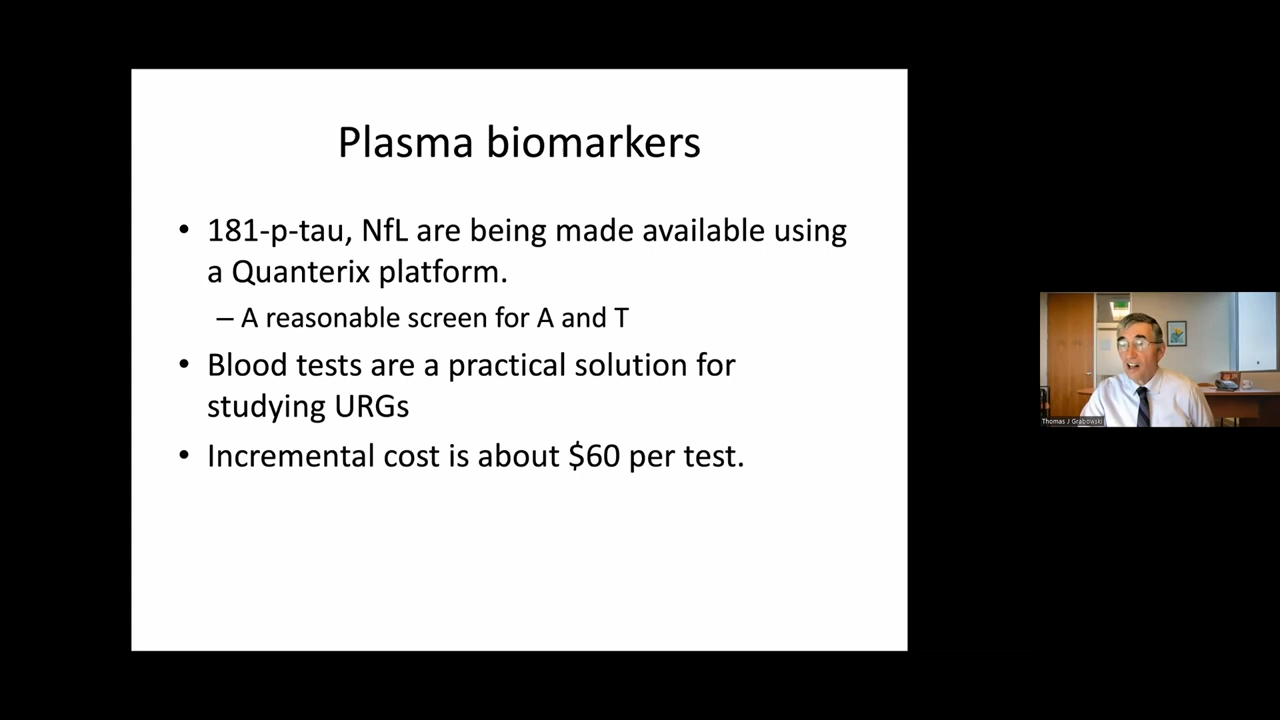 Plasma biomarkers
• 181-p-tau, NfL are being made available using
a Quanterix platform.
– A reasonable screen for A and T
• Blood tests are a practical solution for
studying URGs
• Incremental cost is about $60 per test.
Thomas J Grabowski